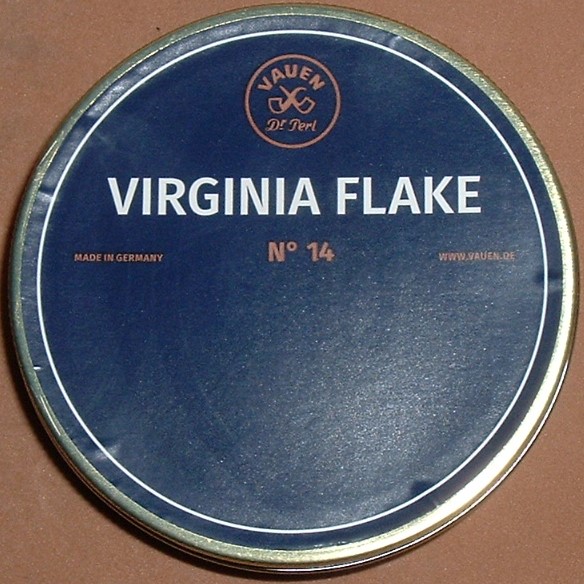 VAUEN
Dr Perl
VIRGINIA FLAKE
N° 14
MADE IN GERMANY
WWW.VAUEN.DE